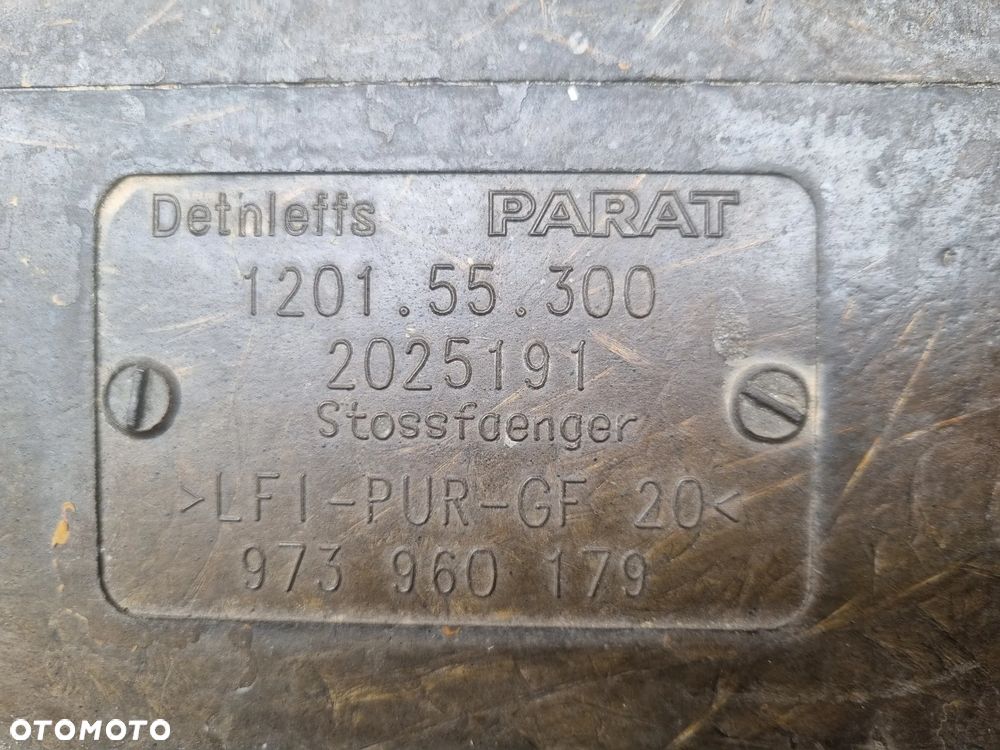 Dethleffs PARAT
1201.55.300
2025191
Stossfaenger
>LFI-PUR-GF 20<
973 960 179
OTOMOTO